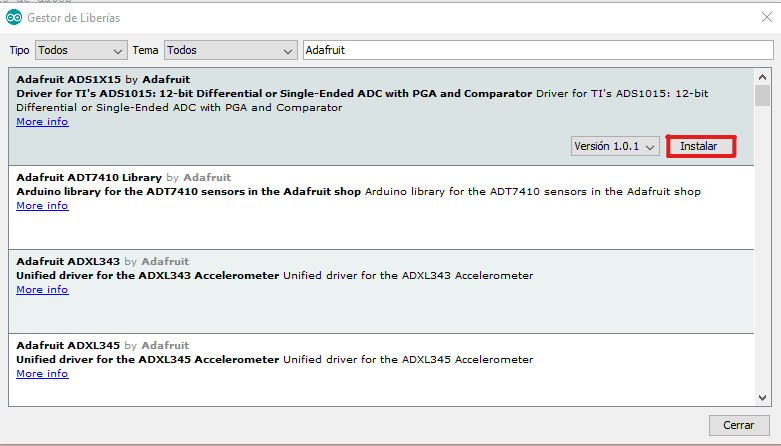 Gestor de Liberías
Tipo Todos Tema Todos Adafruit
Adafruit ADS1X15 by Adafruit
Driver for TI's ADS1015: 12-bit Differential or Single-Ended ADC with PGA and Comparator Driver for TI's ADS1015: 12-bit
Differential or Single-Ended ADC with PGA and Comparator
More info
Versión 1.0.1 Instalar
Adafruit ADT7410 Library by Adafruit
Arduino library for the ADT7410 sensors in the Adafruit shop Arduino library for the ADT7410 sensors in the Adafruit shop
More info
Adafruit ADXL343 by Adafruit
Unified driver for the ADXL343 Accelerometer Unified driver for the ADXL343 Accelerometer
More info
Adafruit ADXL345 by Adafruit
Unified driver for the ADXL345 Accelerometer Unified driver for the ADXL345 Accelerometer
More info
Cerrar